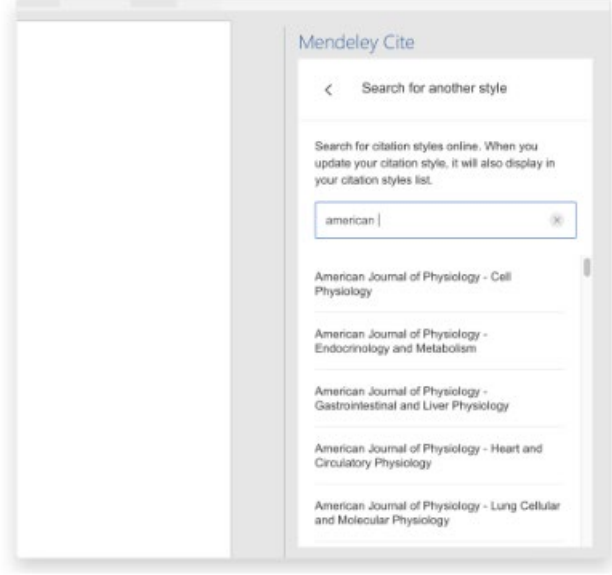 Mendeley Cite
Search for another style
Search for citation styles online. When you
update your citation style, it will also display in
your citation styles list.
american
American Journal of Physiology - Cell
Physiology
American Journal of Physiology -
Endocrinology and Metabolism
American Journal of Physiology -
Gastrointestinal and Liver Physiology
American Journal of Physiology - Heart and
Circulatory Physiology
American Journal of Physiology - Lung Cellular
and Molecular Physiology